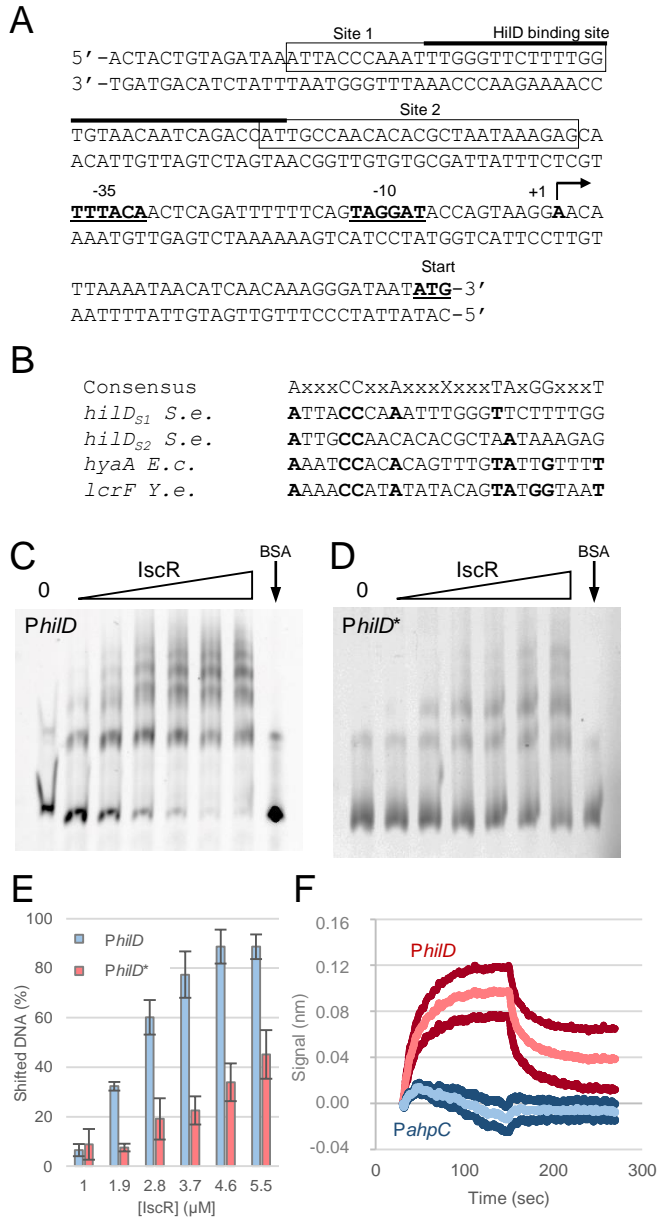 A
Site 1
HilD binding site
5’-ACTACTGTAGATAAATTACCCAAATTTGGGTTCTTTTGG
3’-TGATGACATCTATTTAATGGGTTTAAACCCAAGAAAACC
Site 2
TGTAACAATCAGACCATTGCCAACACACGCTAATAAAGAGCA
ACATTGTTAGTCTAGTAACGGTTGTGTGCGATTATTTCTCGT
-35
-10
+1
TTTACAACTCAGATTTTTTCAGTAGGATACCAGTAAGGAACA
AAATGTTGAGTCTAAAAAAGTCATCCTATGGTCATTCCTTGT
Start
TTAAAATAACATCAACAAAGGGATAATATG-3’
AATTTTATTGTAGTTGTTTCCCTATTATAC-5’
B
Consensus AxxxCCxxAxxxXxxxTAxGGxxxT
hilDS1 S.e. ATTACCCAAATTTGGGTTCTTTTGG
hilDS2 S.e. ATTGCCAACACACGCTAATAAAGAG
hyaA E.c. AAATCCACACAGTTTGTATTGTTTT
lcrF Y.e. AAAACCATATATACAGTATGGTAAT
C
0
IscR
BSA
PhilD
D
0
IscR
BSA
PhilD*
E
100
80
60
40
20
0
Shifted DNA (%)
PhilD
PhilD*
1 1.9 2.8 3.7 4.6 5.5
[IscR] (µM)
F
0.16
0.12
0.08
0.04
0.00
-0.04
Signal (nm)
PhilD
PahpC
0 100 200 300
Time (sec)